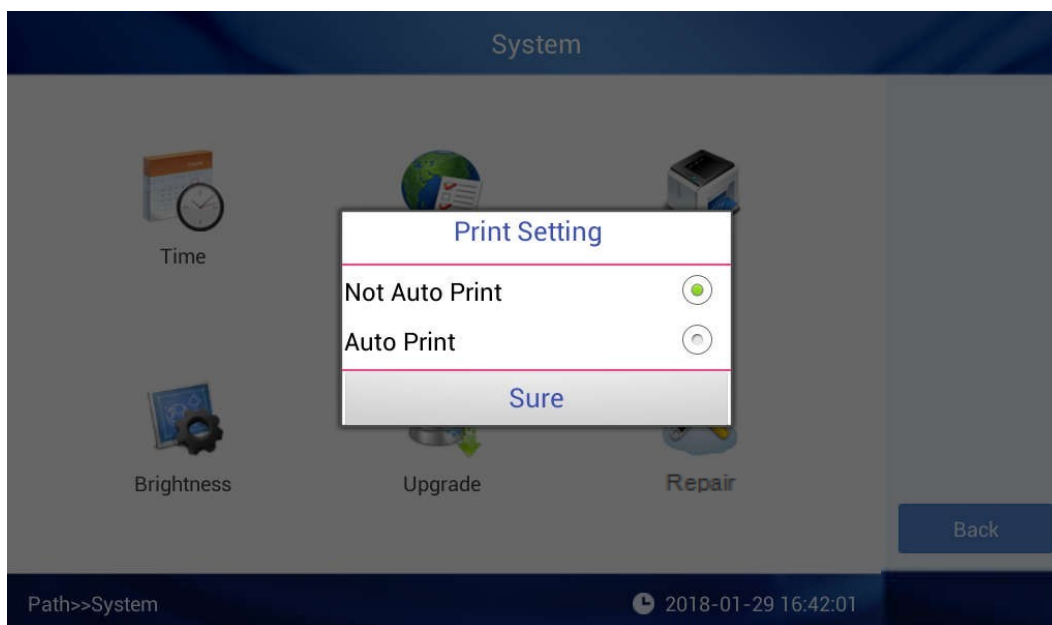 System
Time
Print Setting
Not Auto Print
Auto Print
Sure
Brightness
Upgrade
Repair
Back
Path>>System
2018-01-29 16:42:01